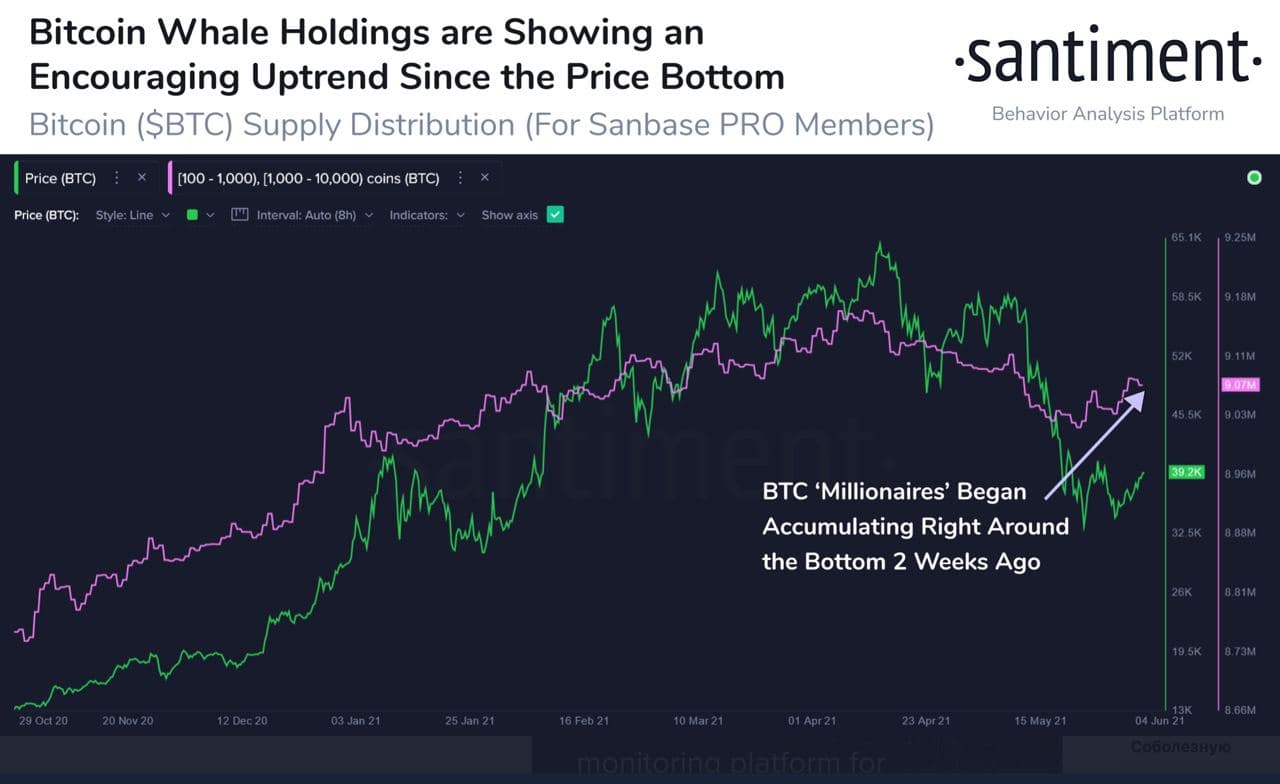 Bitcoin Whale Holdings are Showing an
Encouraging Uptrend Since the Price Bottom
Bitcoin ($BTC) Supply Distribution (For Sanbase PRO Members)
·santiment·
Behavior Analysis Platform
Price (BTC)
[100 - 1,000), [1,000 - 10,000) coins (BTC)
Price (BTC): Style: Line Interval: Auto (8h) Indicators: Show axis
65.1K 9.25M
58.5K 9.18M
52K 9.11M
9.07M
45.5K 9.03M
39.2K 8.96M
32.5K 8.88M
26K 8.81M
19.5K 8.73M
13K 8.66M
·santiment·
BTC ‘Millionaires’ Began
Accumulating Right Around
the Bottom 2 Weeks Ago
29 Oct 20 20 Nov 20 12 Dec 20 03 Jan 21 25 Jan 21 16 Feb 21 10 Mar 21 01 Apr 21 23 Apr 21 15 May 21 04 Jun 21
Соболезную
monitoring platform for